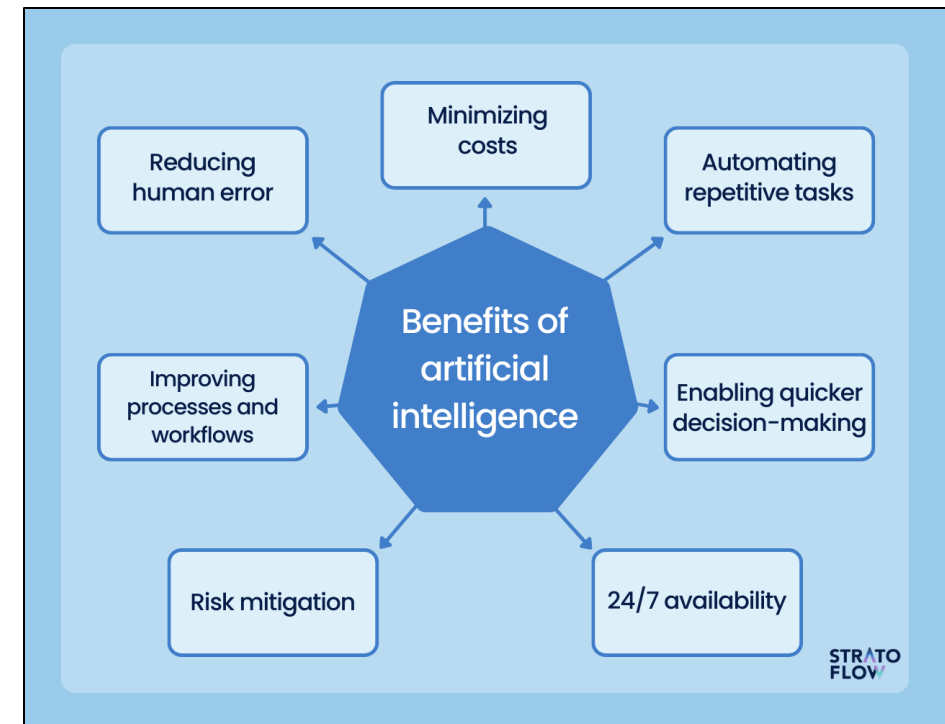 Minimizing
costs
Reducing
human error
Automating
repetitive tasks
Benefits of
artificial
intelligence
Improving
processes and
workflows
Enabling quicker
decision-making
Risk mitigation
24/7 availability
STRATO
FLOW